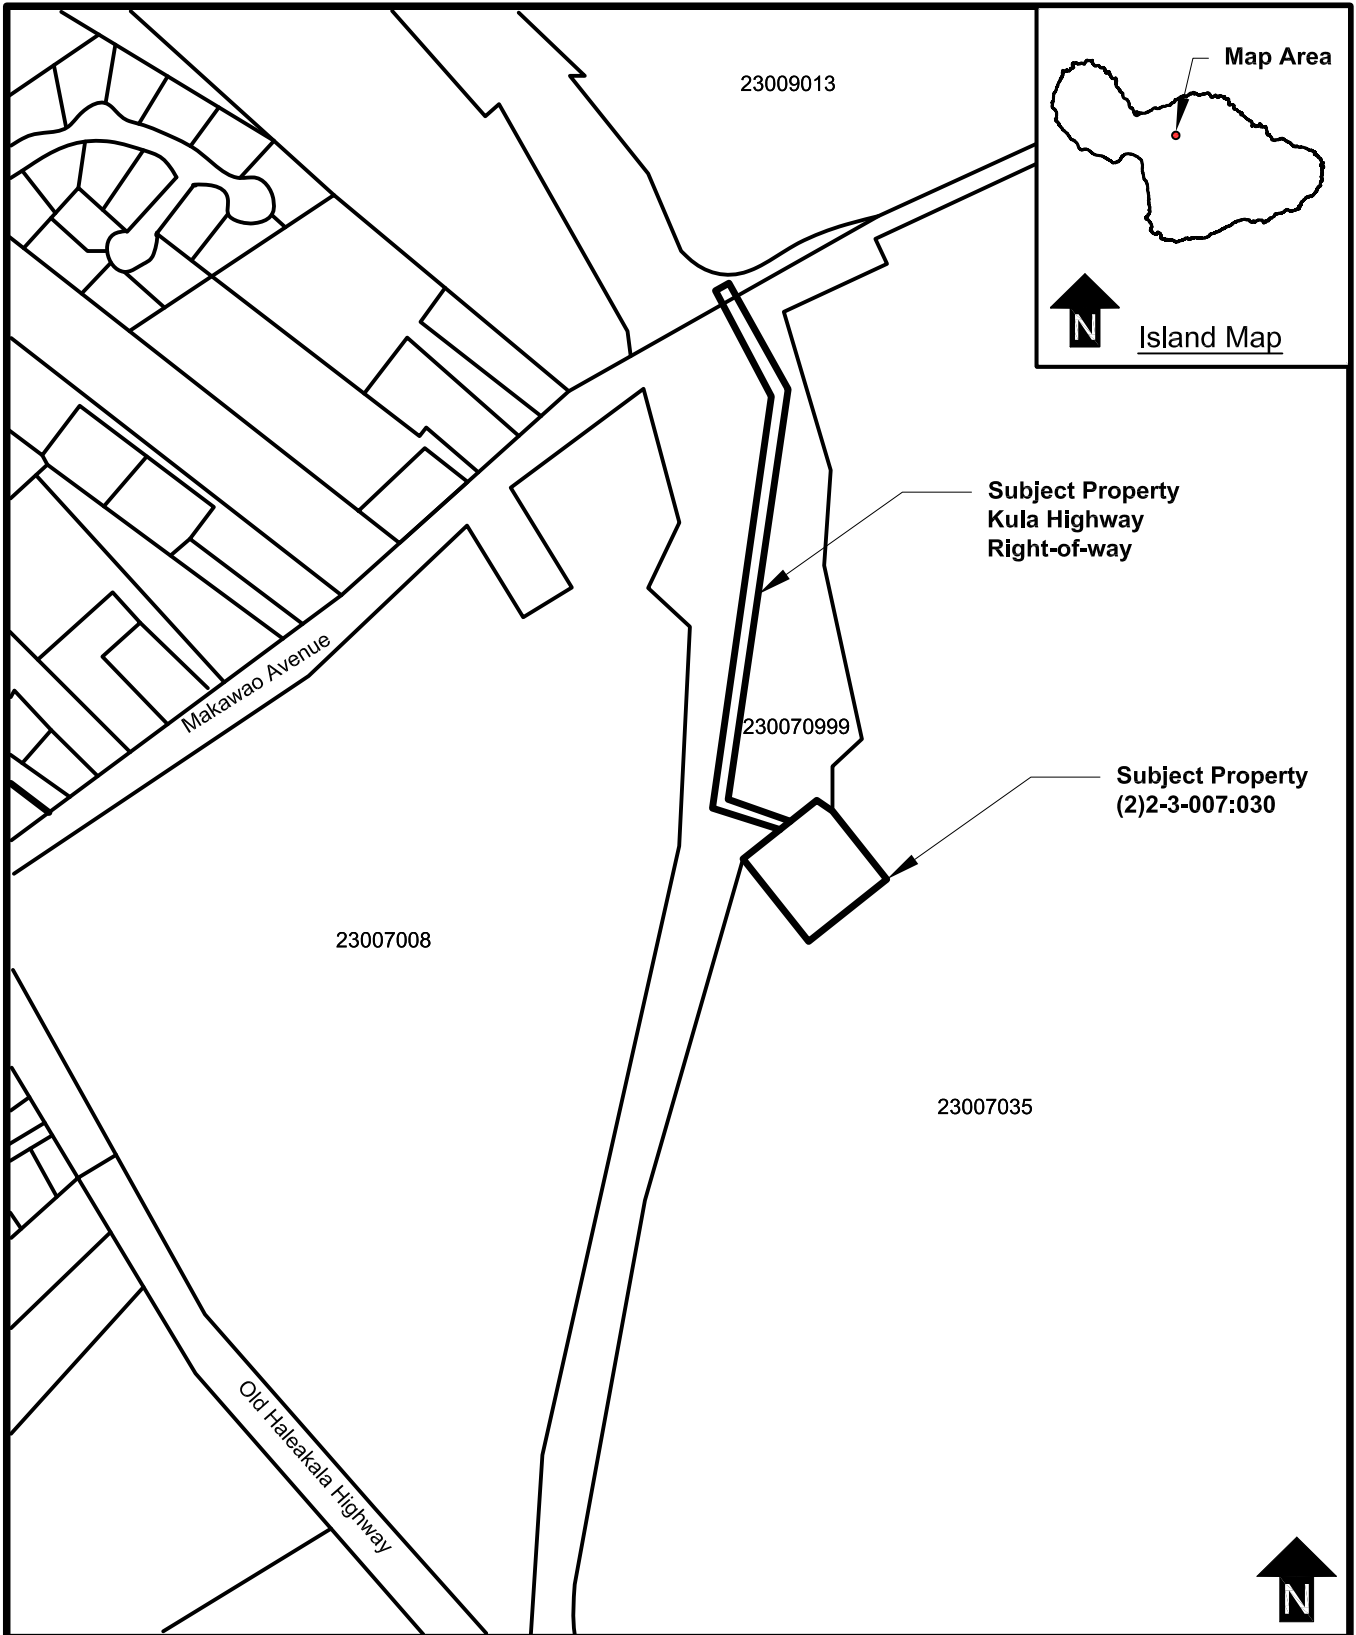 23009013
Map Area
N
Island Map
Subject Property
Kula Highway
Right-of-way
Makawao Avenue
230070999
Subject Property
(2)2-3-007:030
23007008
23007035
Old Haleakala Highway
N